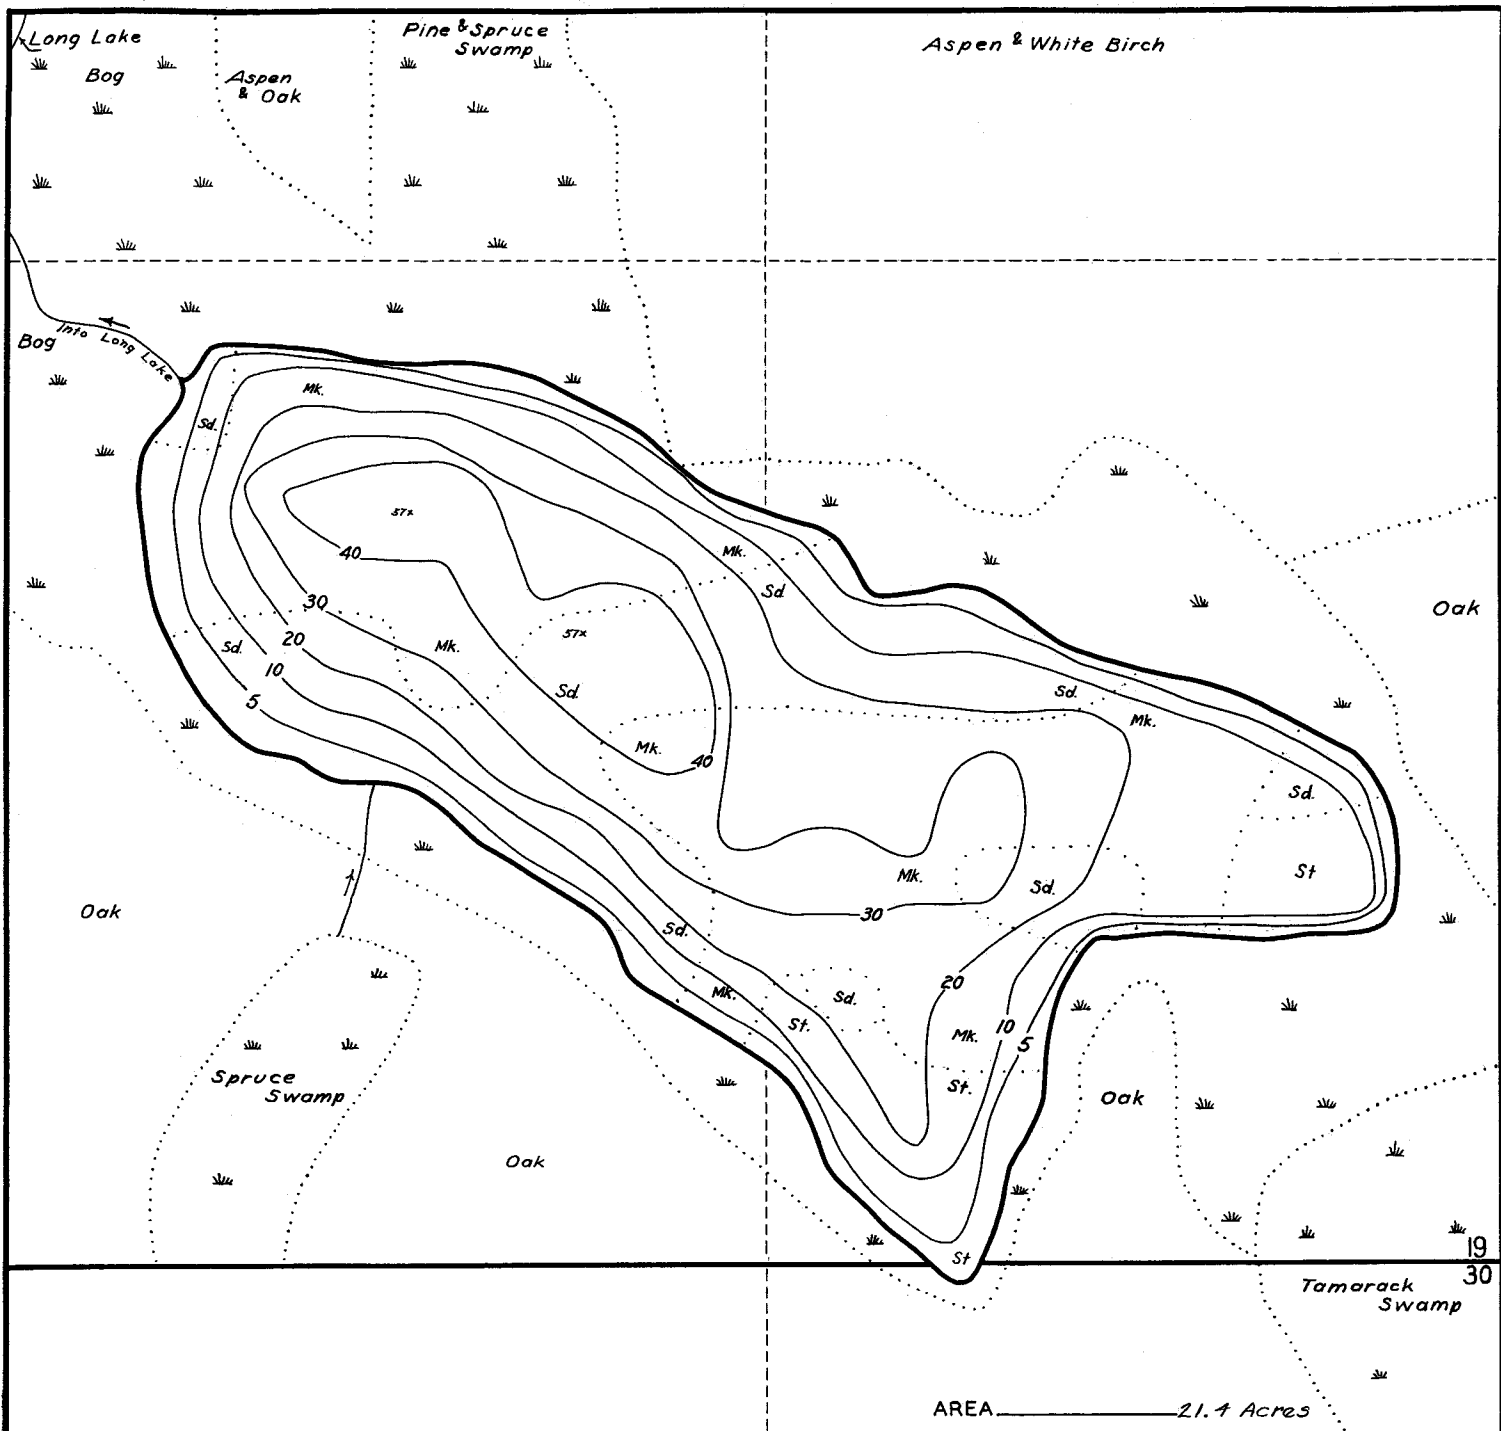 Long Lake
Pine & Spruce
Swamp
Aspen & White Birch
Bog
Aspen
& Oak
Into Long Lake
Bog
Mk.
Sd.
57x
40
Mk.
Sd.
30
Oak
57x
20
Sd.
Mk.
10
Sd.
Sd.
5
Mk.
Mk.
40
Sd.
St
Mk.
Sd.
Oak
30
Sd.
20
Mk.
Sd.
St.
10
Mk.
5
Spruce
Swamp
St.
Oak
Oak
19
St
30
Tamarack
Swamp
AREA 21.4 Acres